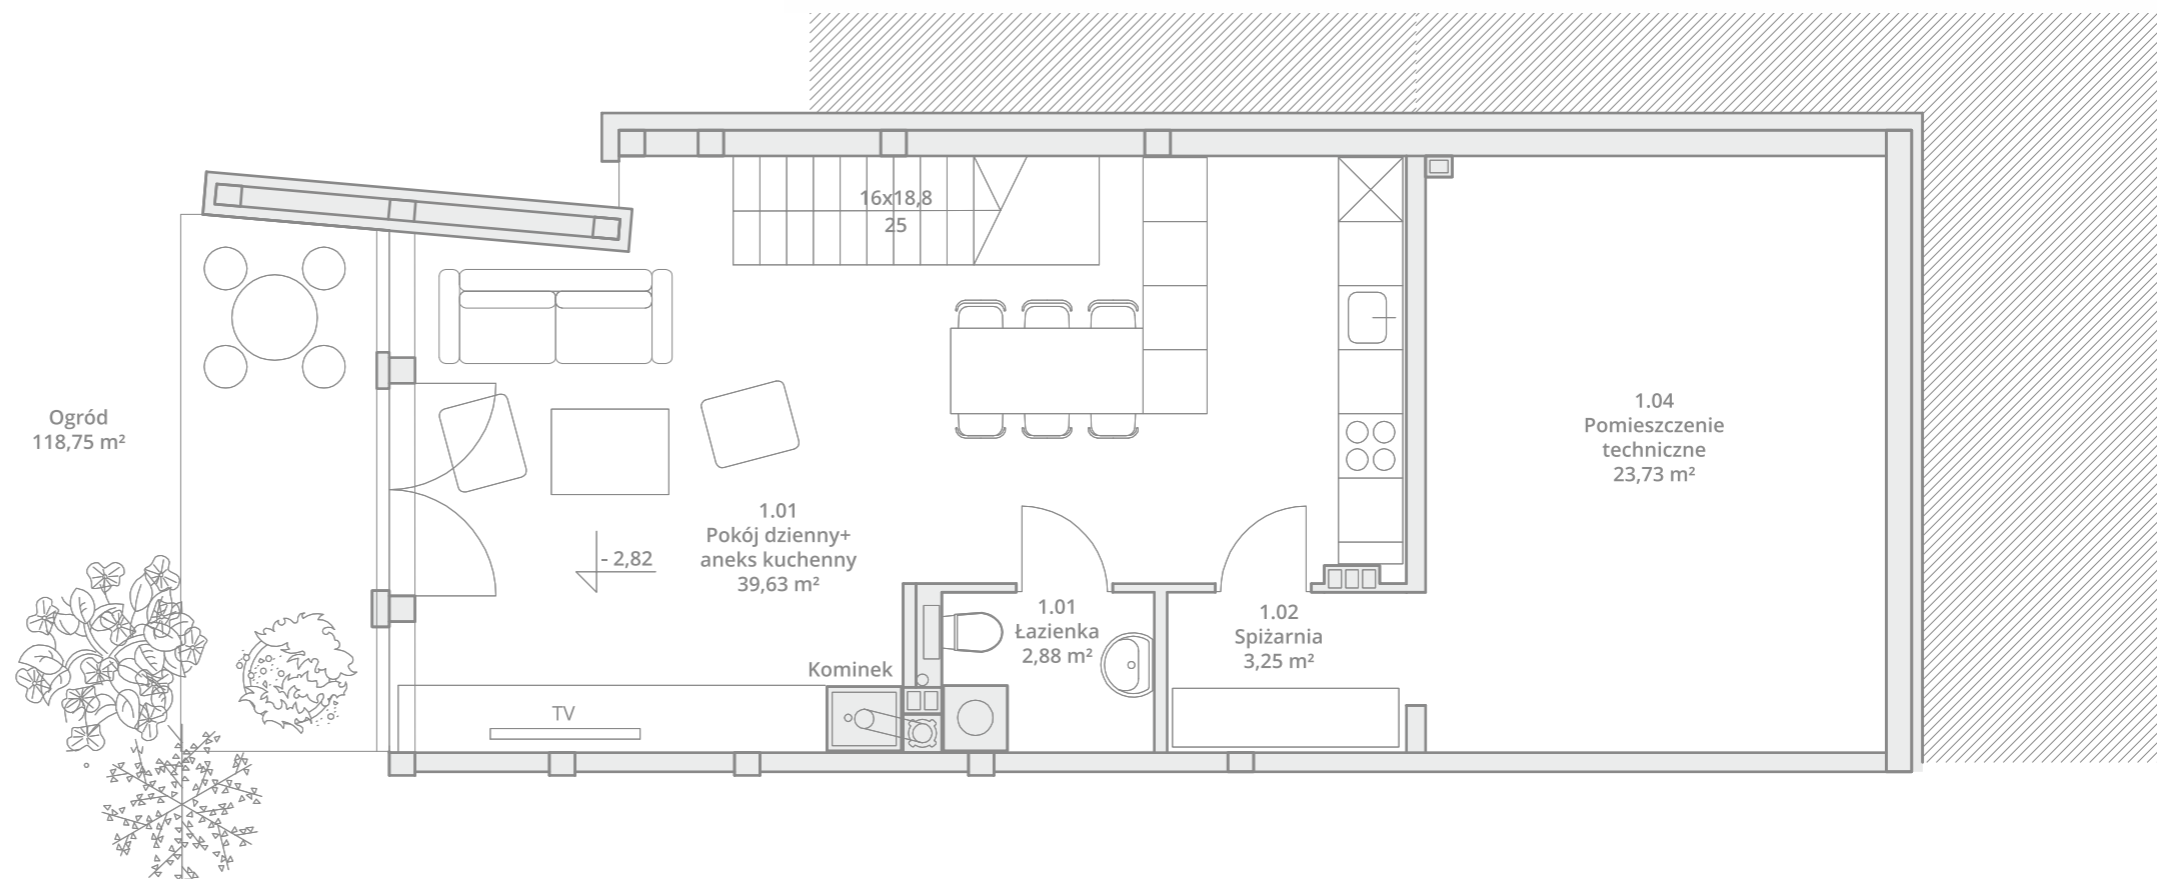 16x18,8
25
Ogród
118,75 m²
1.04
Pomieszczenie
techniczne
23,73 m²
1.01
Pokój dzienny+
aneks kuchenny
39,63 m²
- 2,82
1.01
Łazienka
2,88 m²
1.02
Spiżarnia
3,25 m²
Kominek
TV